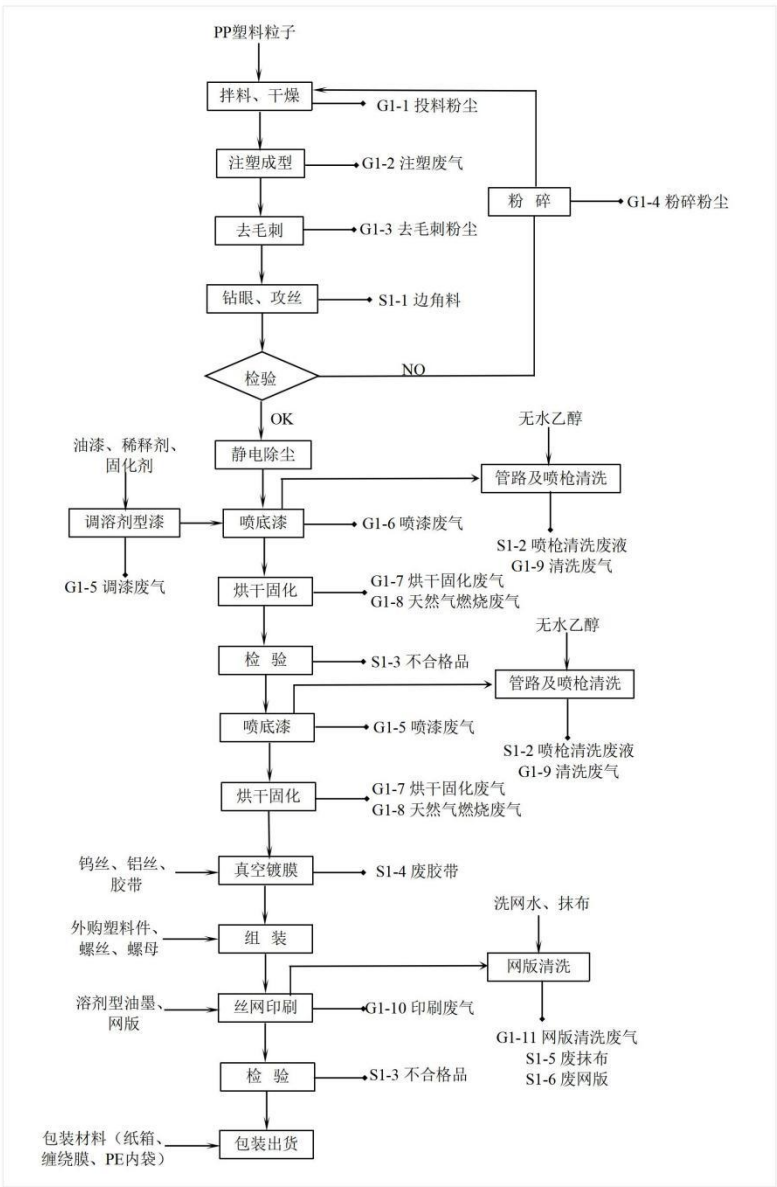 PP塑料粒子
拌料、干燥
G1-1 投料粉尘
注塑成型
G1-2 注塑废气
粉 碎
G1-4 粉碎粉尘
去毛刺
G1-3 去毛刺粉尘
钻眼、攻丝
S1-1 边角料
检验
NO
OK
无水乙醇
油漆、稀释剂、
固化剂
静电除尘
管路及喷枪清洗
调溶剂型漆
喷底漆
G1-6 喷漆废气
S1-2 喷枪清洗废液
G1-9 清洗废气
G1-5 调漆废气
烘干固化
G1-7 烘干固化废气
G1-8 天然气燃烧废气
无水乙醇
检 验
S1-3 不合格品
管路及喷枪清洗
喷底漆
G1-5 喷漆废气
S1-2 喷枪清洗废液
G1-9 清洗废气
烘干固化
G1-7 烘干固化废气
G1-8 天然气燃烧废气
钨丝、铝丝、
胶带
真空镀膜
S1-4 废胶带
洗网水、抹布
外购塑料件、
螺丝、螺母
组 装
网版清洗
溶剂型油墨、
网版
丝网印刷
G1-10 印刷废气
G1-11 网版清洗废气
S1-5 废抹布
S1-6 废网版
检 验
S1-3 不合格品
包装材料（纸箱、
缠绕膜、PE内袋）
包装出货